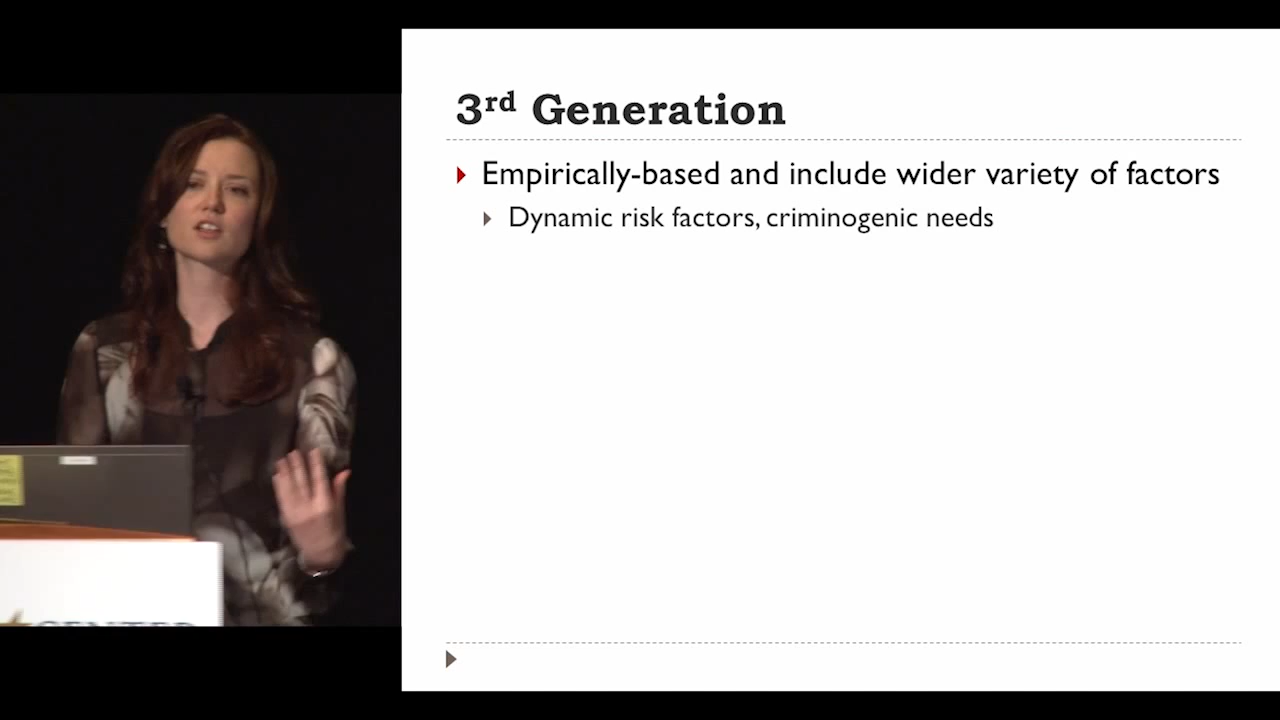 3rd Generation
Empirically-based and include wider variety of factors
Dynamic risk factors, criminogenic needs